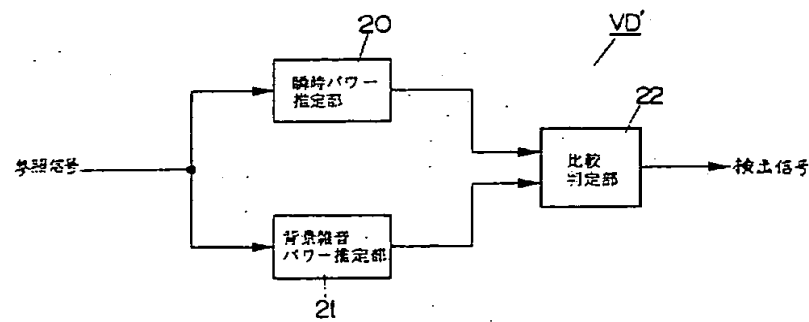 20
VD'
瞬時パワー
推定部
22
参照信号
比較
判定部
検出信号
背景雑音
パワー推定部
21